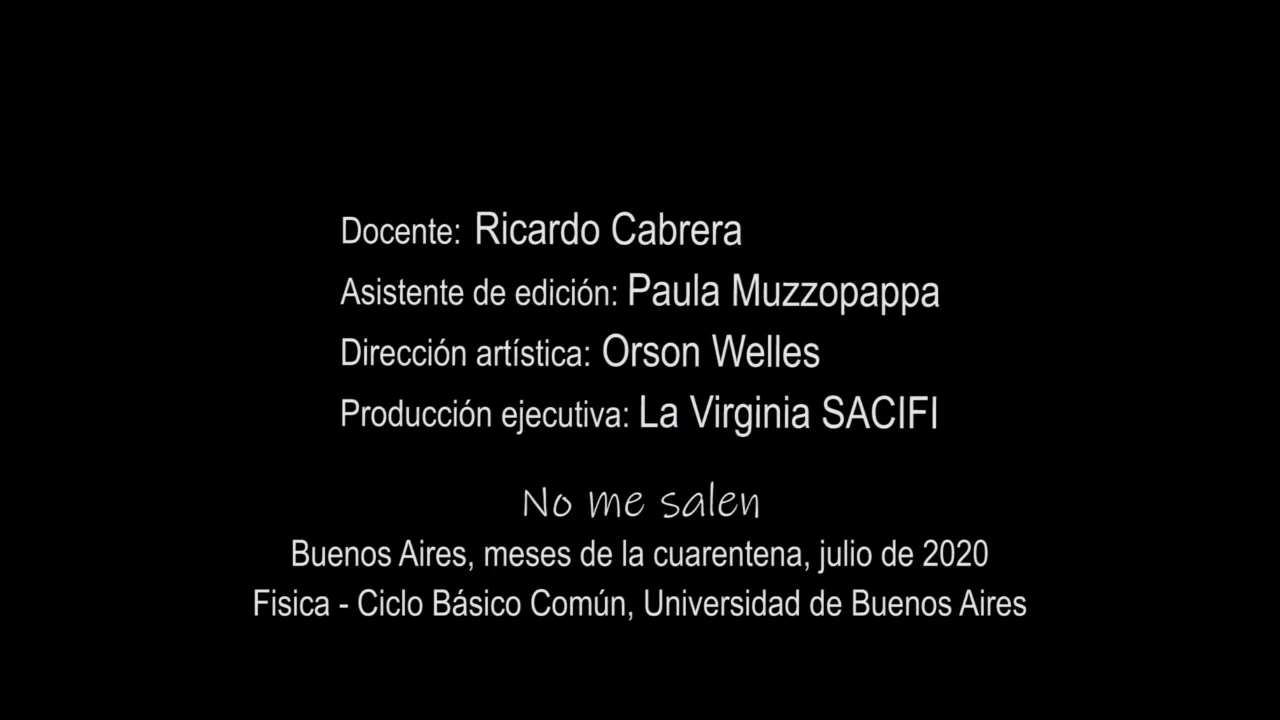 Docente: Ricardo Cabrera
Asistente de edición: Paula Muzzopappa
Dirección artística: Orson Welles
Producción ejecutiva: La Virginia SACIFI
No me salen
Buenos Aires, meses de la cuarentena, julio de 2020
Fisica - Ciclo Básico Común, Universidad de Buenos Aires